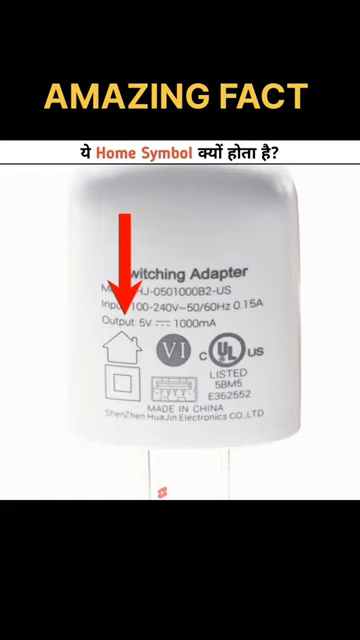 AMAZING FACT
ये Home Symbol क्यों होता है?
witching Adapter
HJ-0501000B2-US
100-240V~50/60Hz 0.15A
Output: 5V 1000mA
VI
C UL US
LISTED
5BM5
E362552
MADE IN CHINA
ShenZhen HuaJin Electronics CO.,LTD